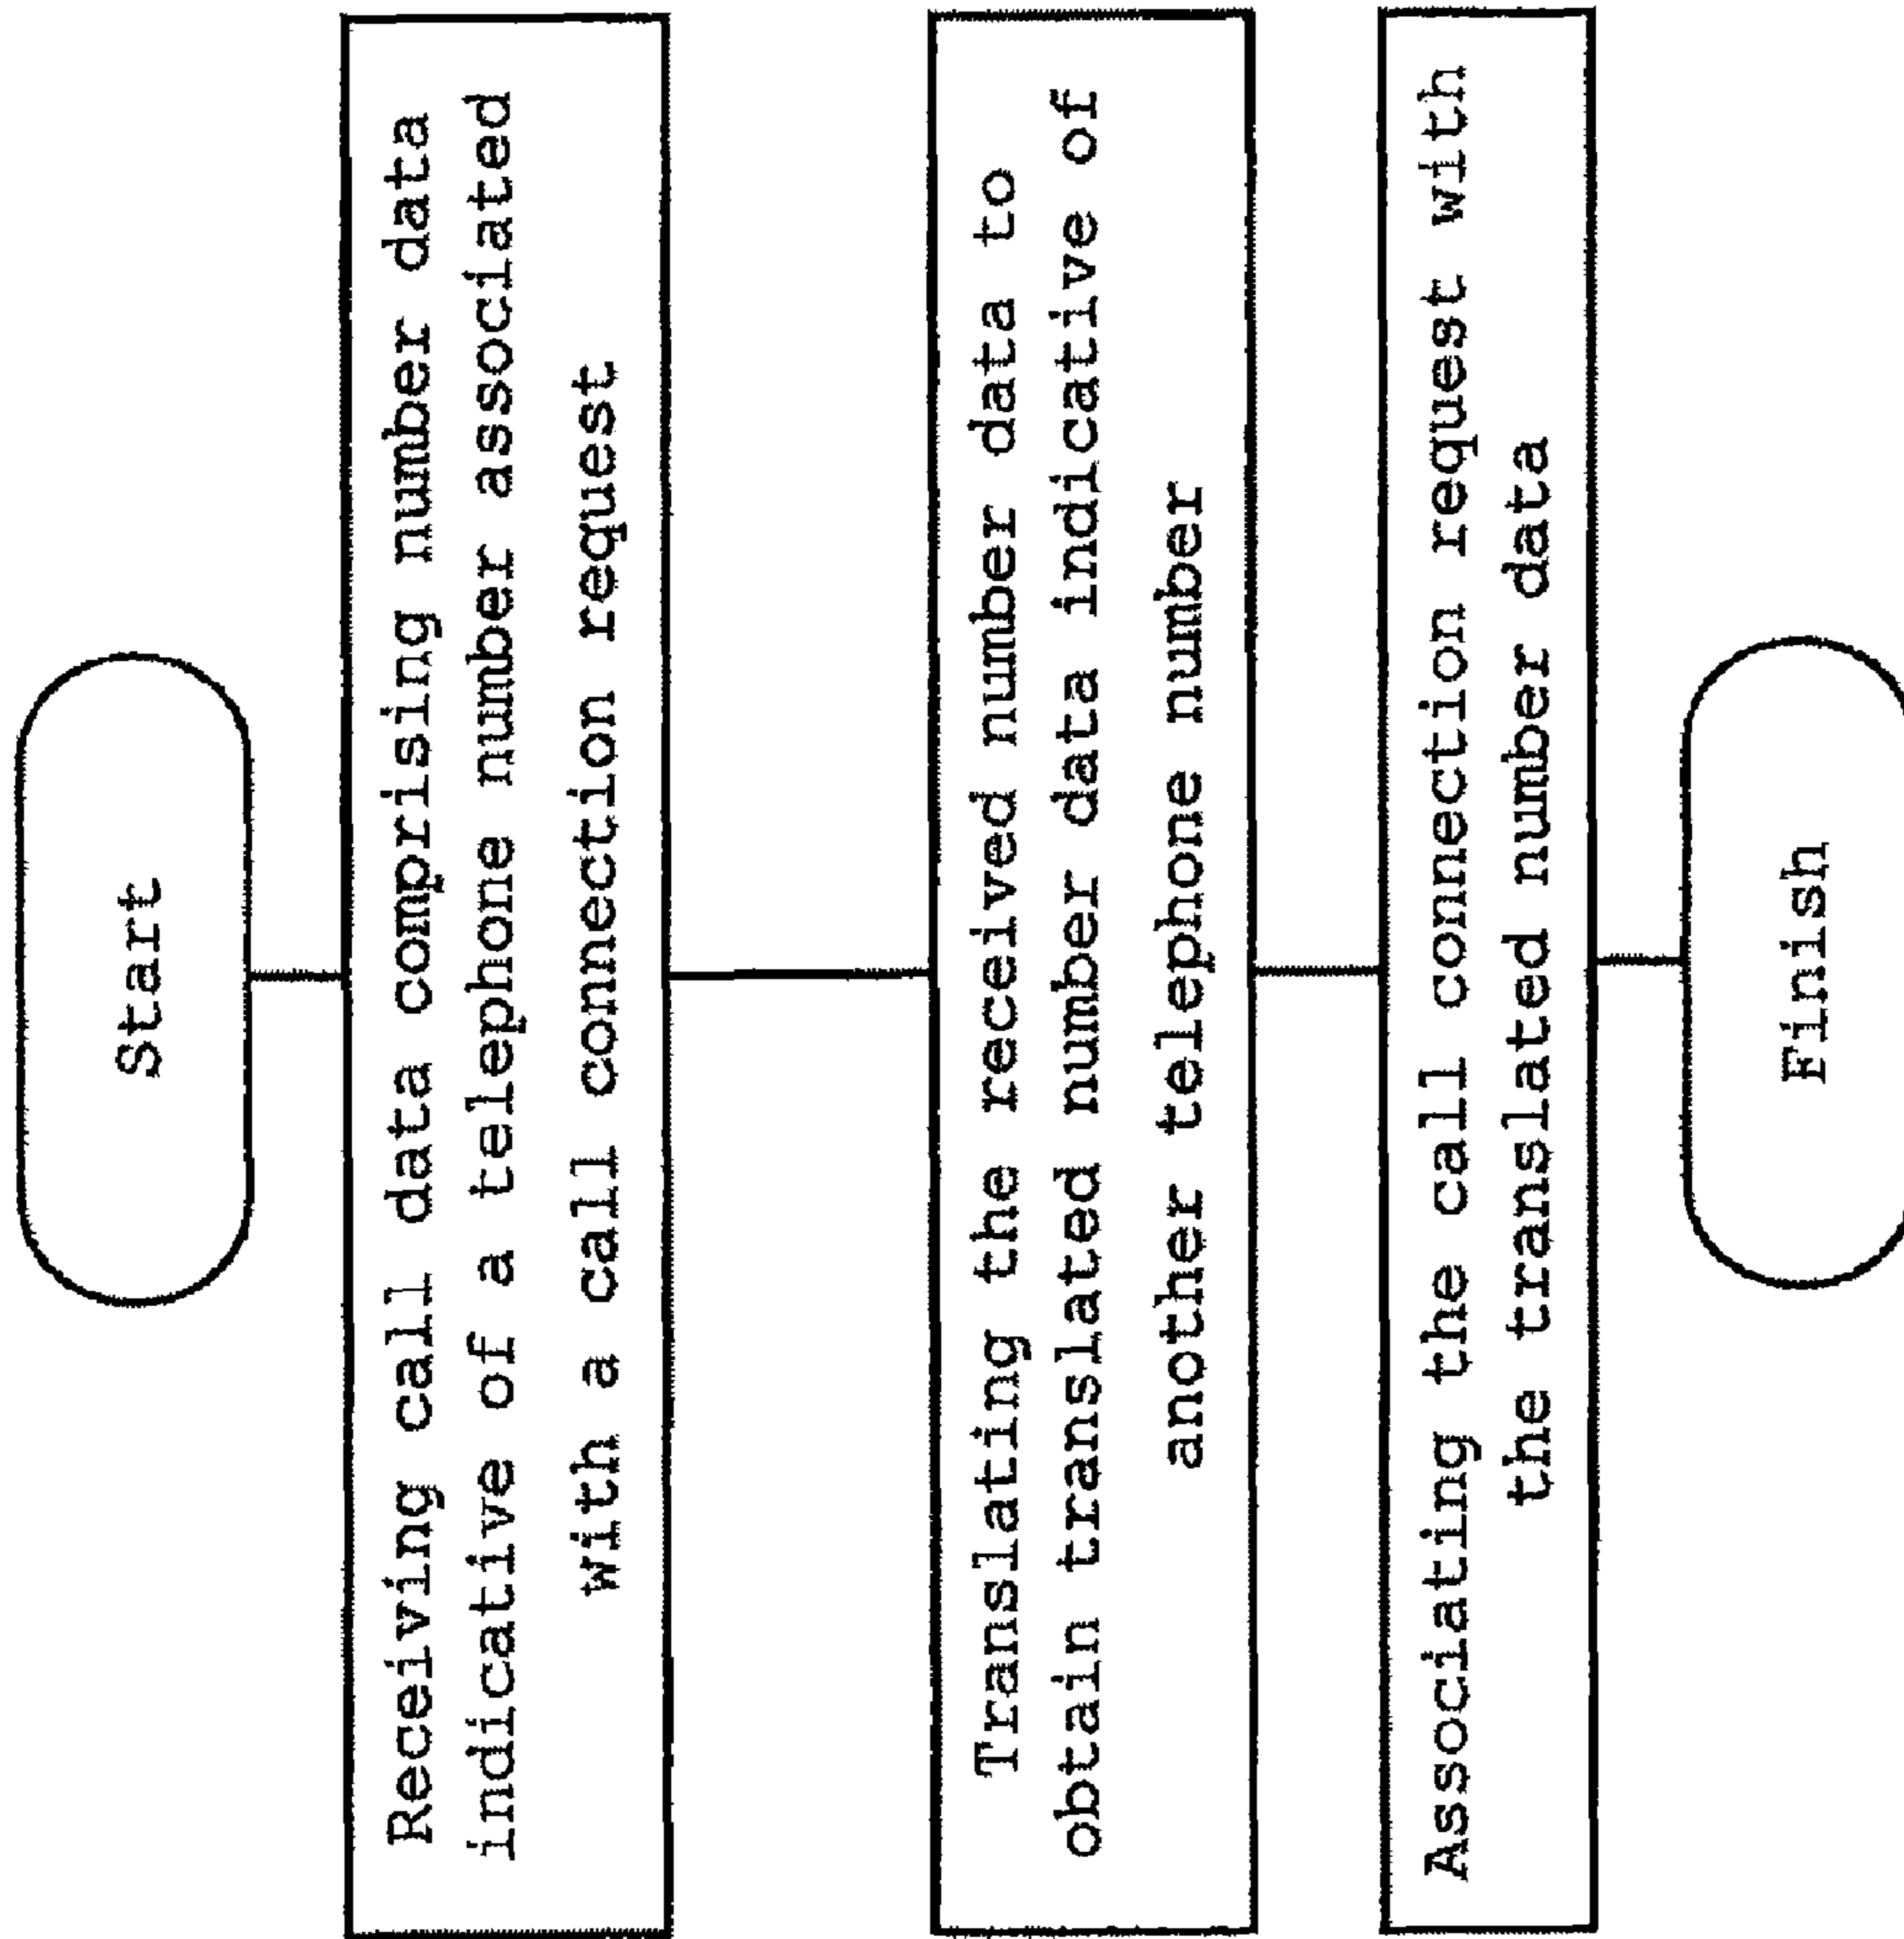 Start
Receiving call data comprising number data
indicative of a telephone number associated
with a call connection request
Translating the received number data to
obtain translated number data indicative of
another telephone number
Associating the call connection request with
the translated number data
Finish